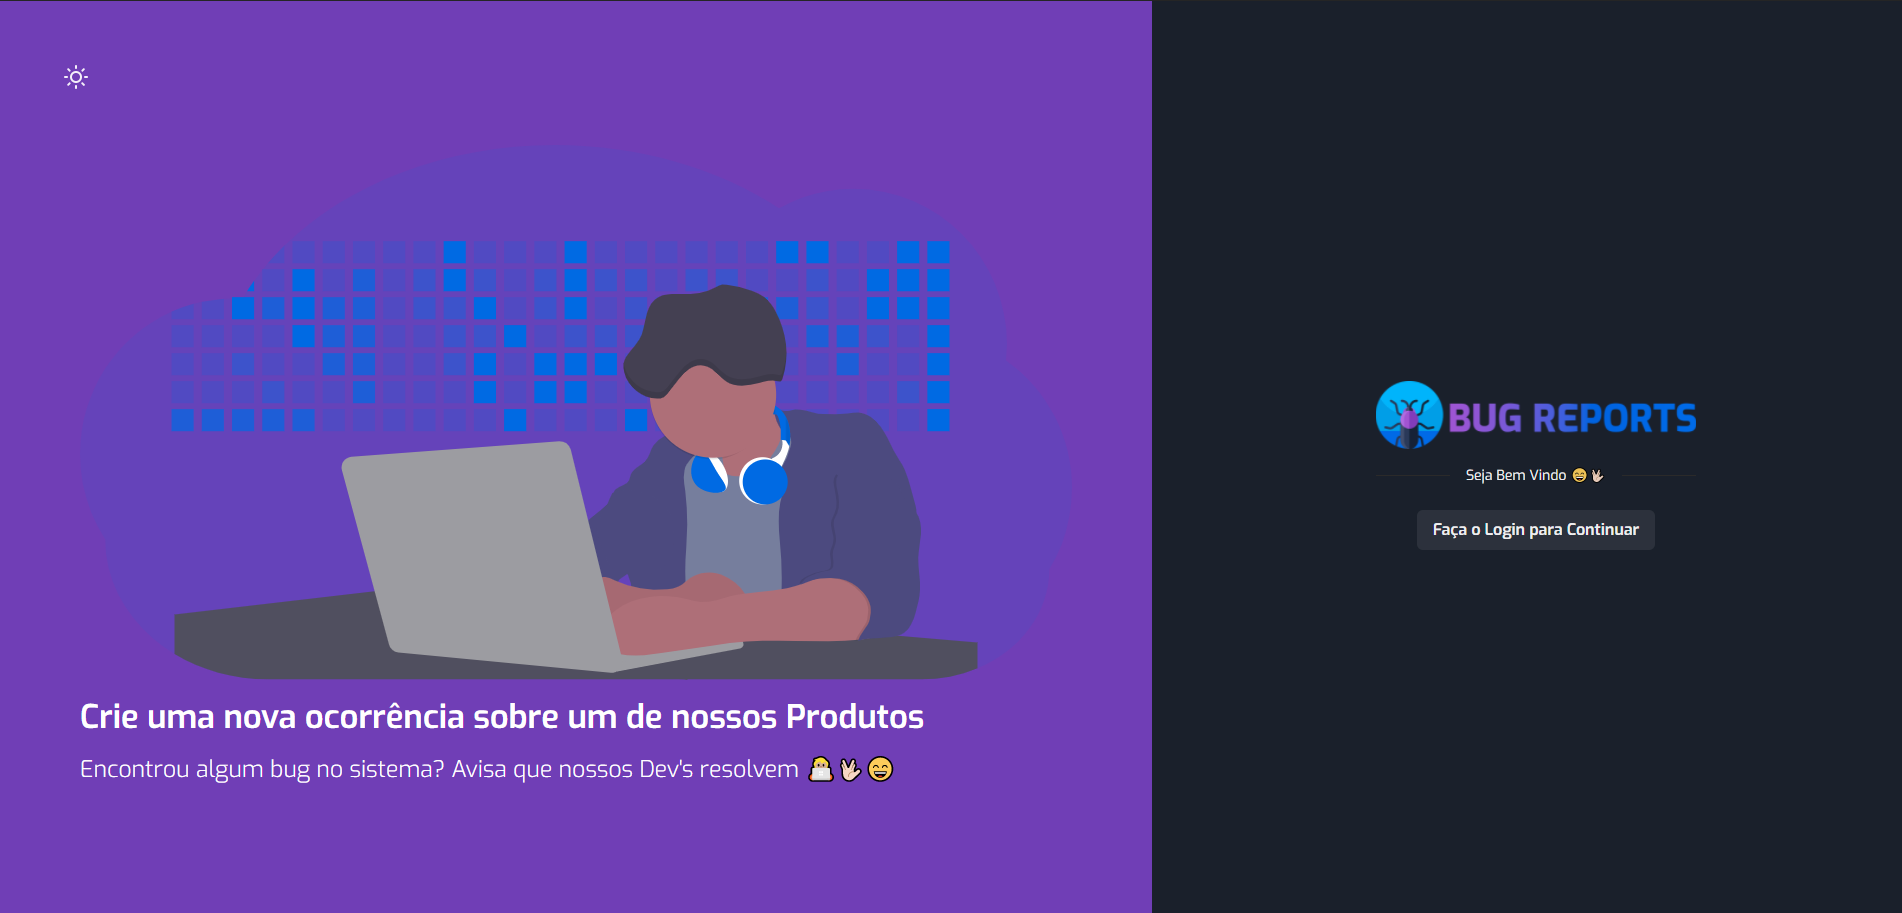 Crie uma nova ocorrência sobre um de nossos Produtos
Encontrou algum bug no sistema? Avisa que nossos Dev's resolvem 🧑‍💻🖖😄
BUG REPORTS
Seja Bem Vindo 😄🖖
Faça o Login para Continuar